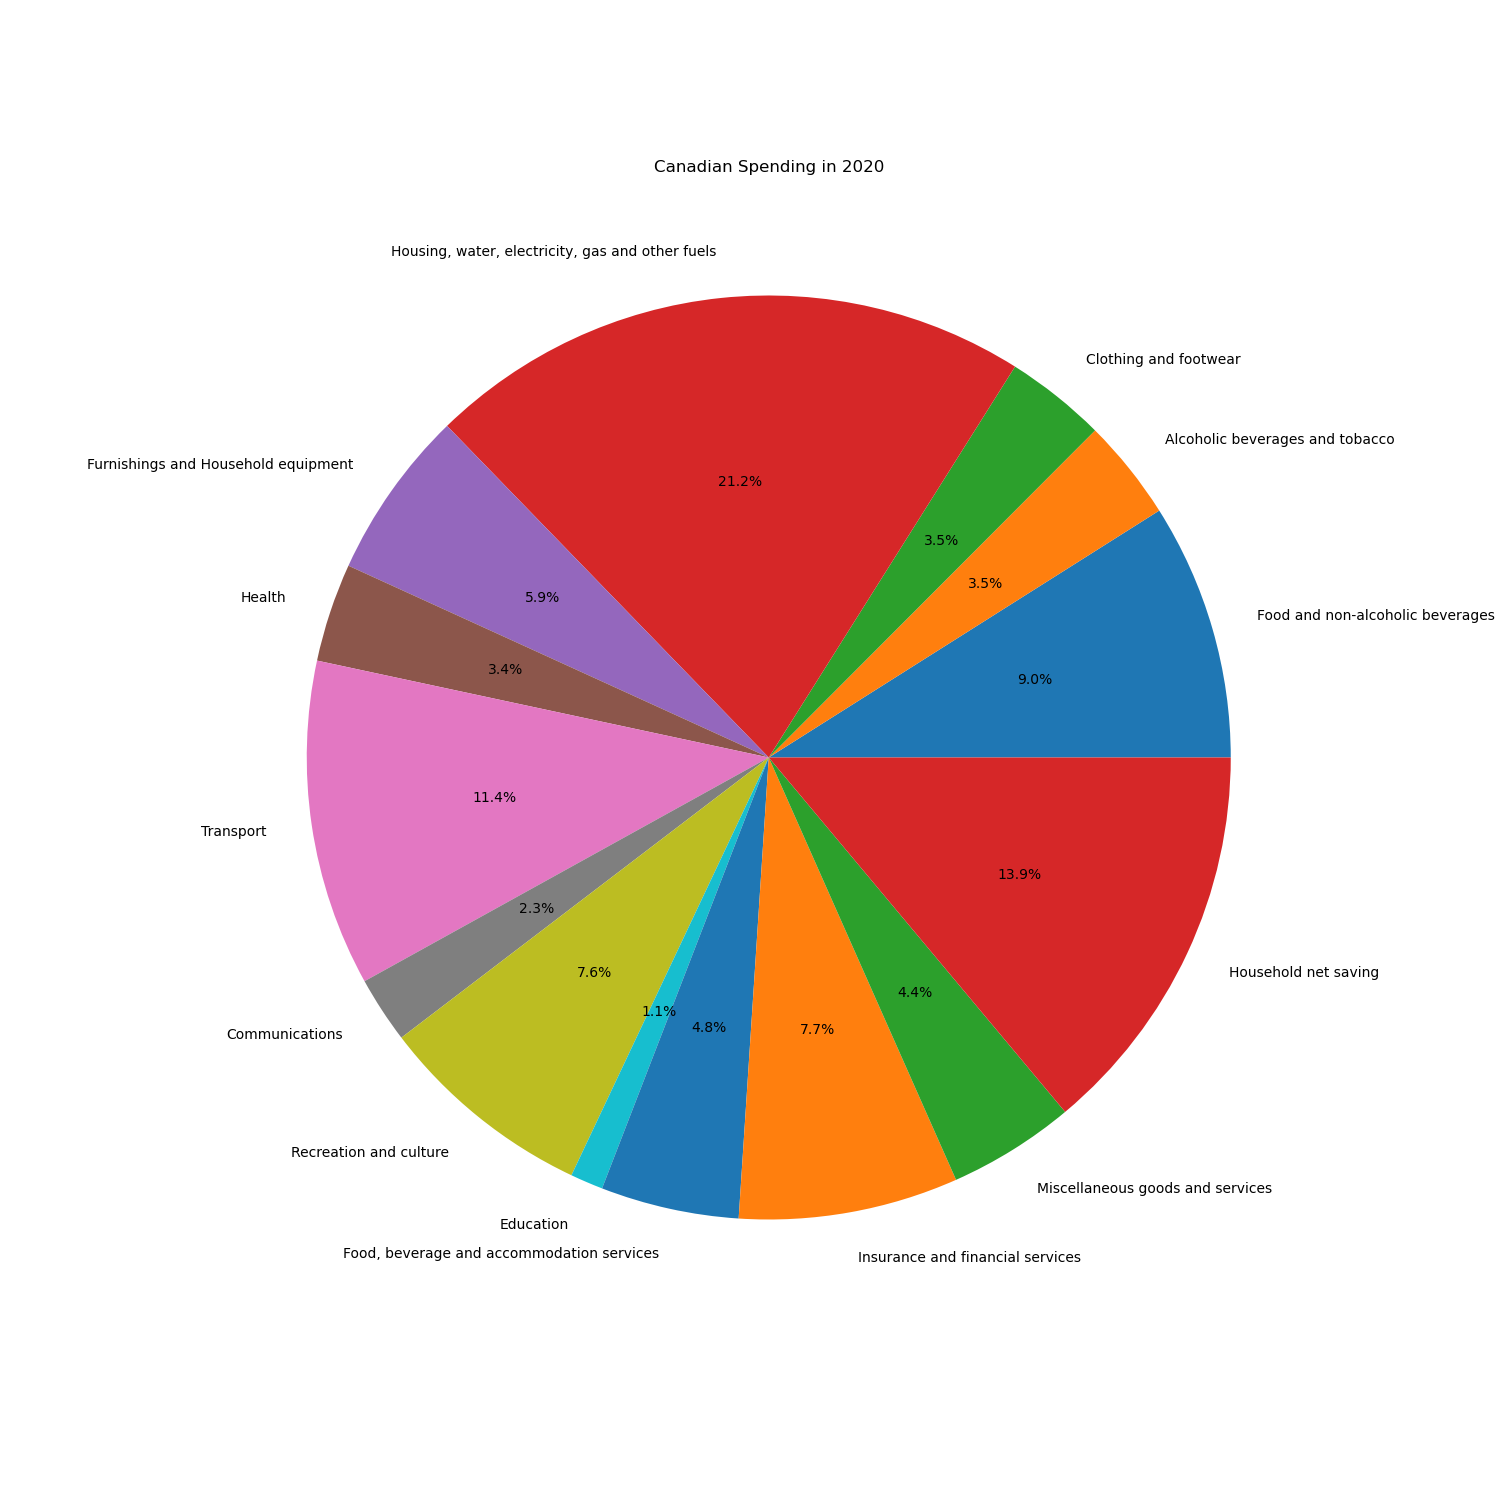 Canadian Spending in 2020
Housing, water, electricity, gas and other fuels
Clothing and footwear
Alcoholic beverages and tobacco
Furnishings and Household equipment
21.2%
3.5%
3.5%
Health
5.9%
Food and non-alcoholic beverages
3.4%
9.0%
11.4%
Transport
13.9%
2.3%
7.6%
Household net saving
4.4%
1.1%
4.8%
7.7%
Communications
Recreation and culture
Miscellaneous goods and services
Education
Food, beverage and accommodation services
Insurance and financial services